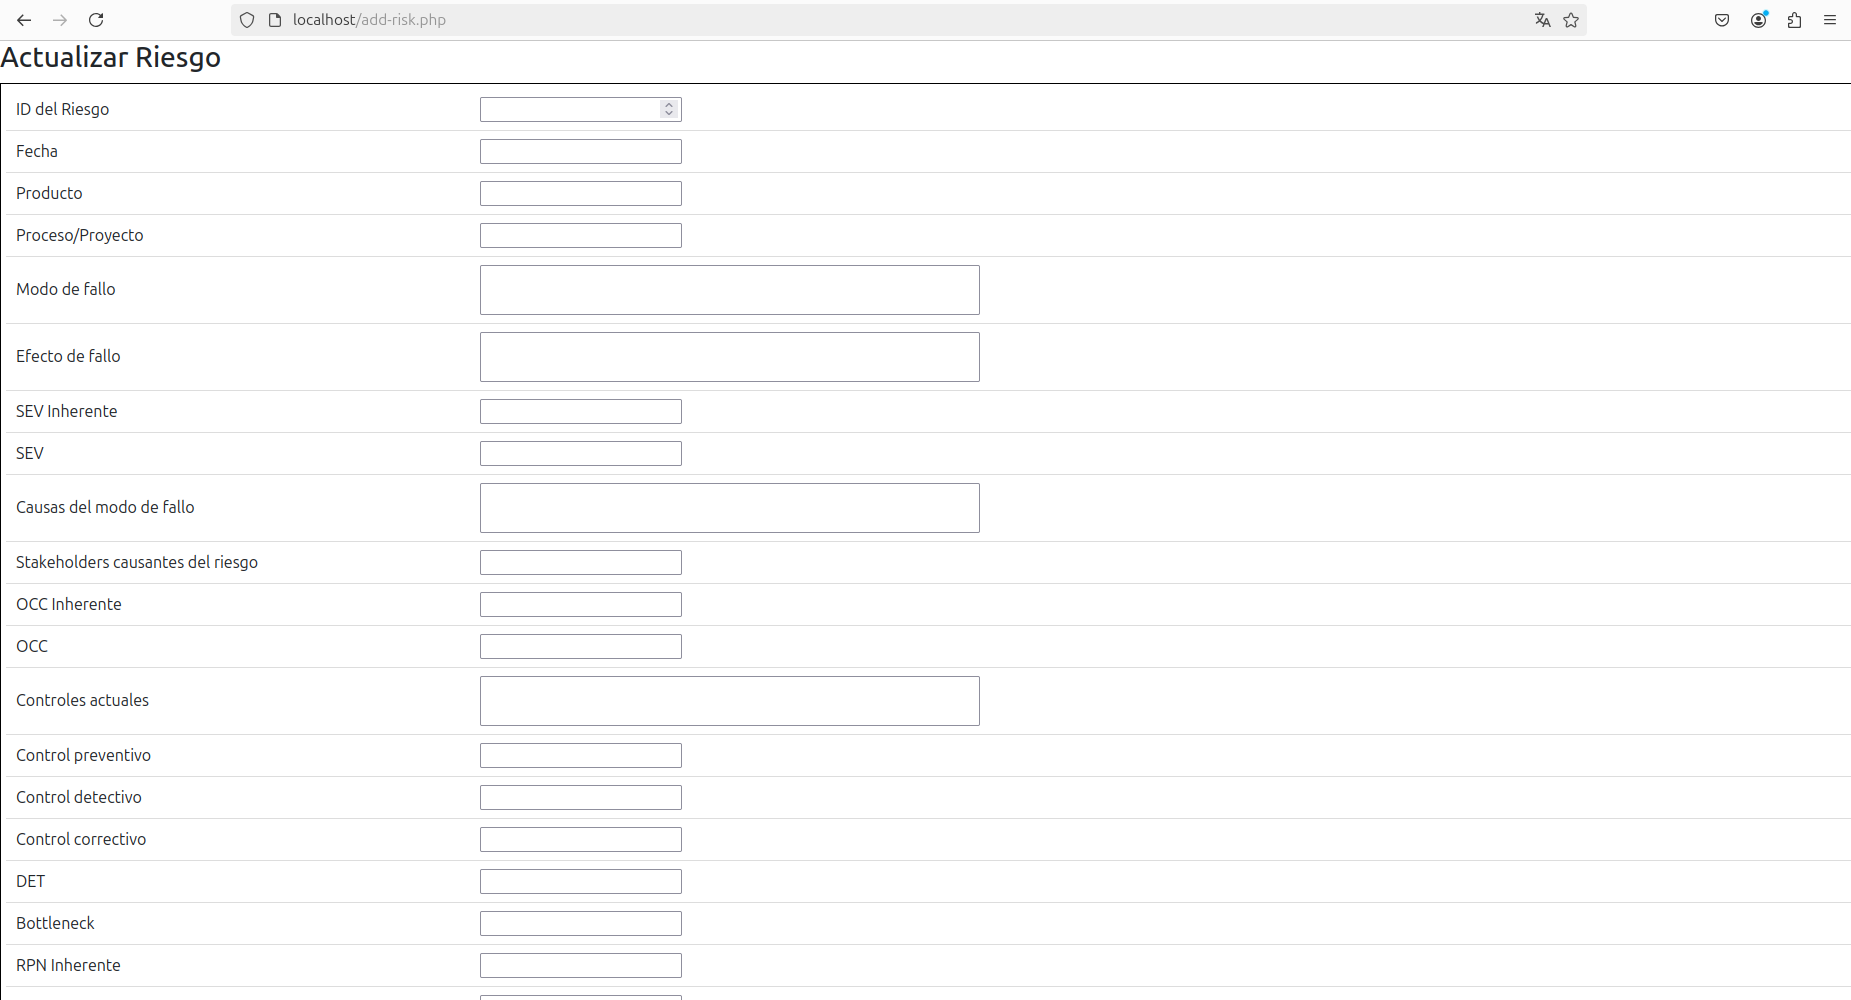 localhost/add-risk.php
Actualizar Riesgo
ID del Riesgo
Fecha
Producto
Proceso/Proyecto
Modo de fallo
Efecto de fallo
SEV Inherente
SEV
Causas del modo de fallo
Stakeholders causantes del riesgo
OCC Inherente
OCC
Controles actuales
Control preventivo
Control detectivo
Control correctivo
DET
Bottleneck
RPN Inherente